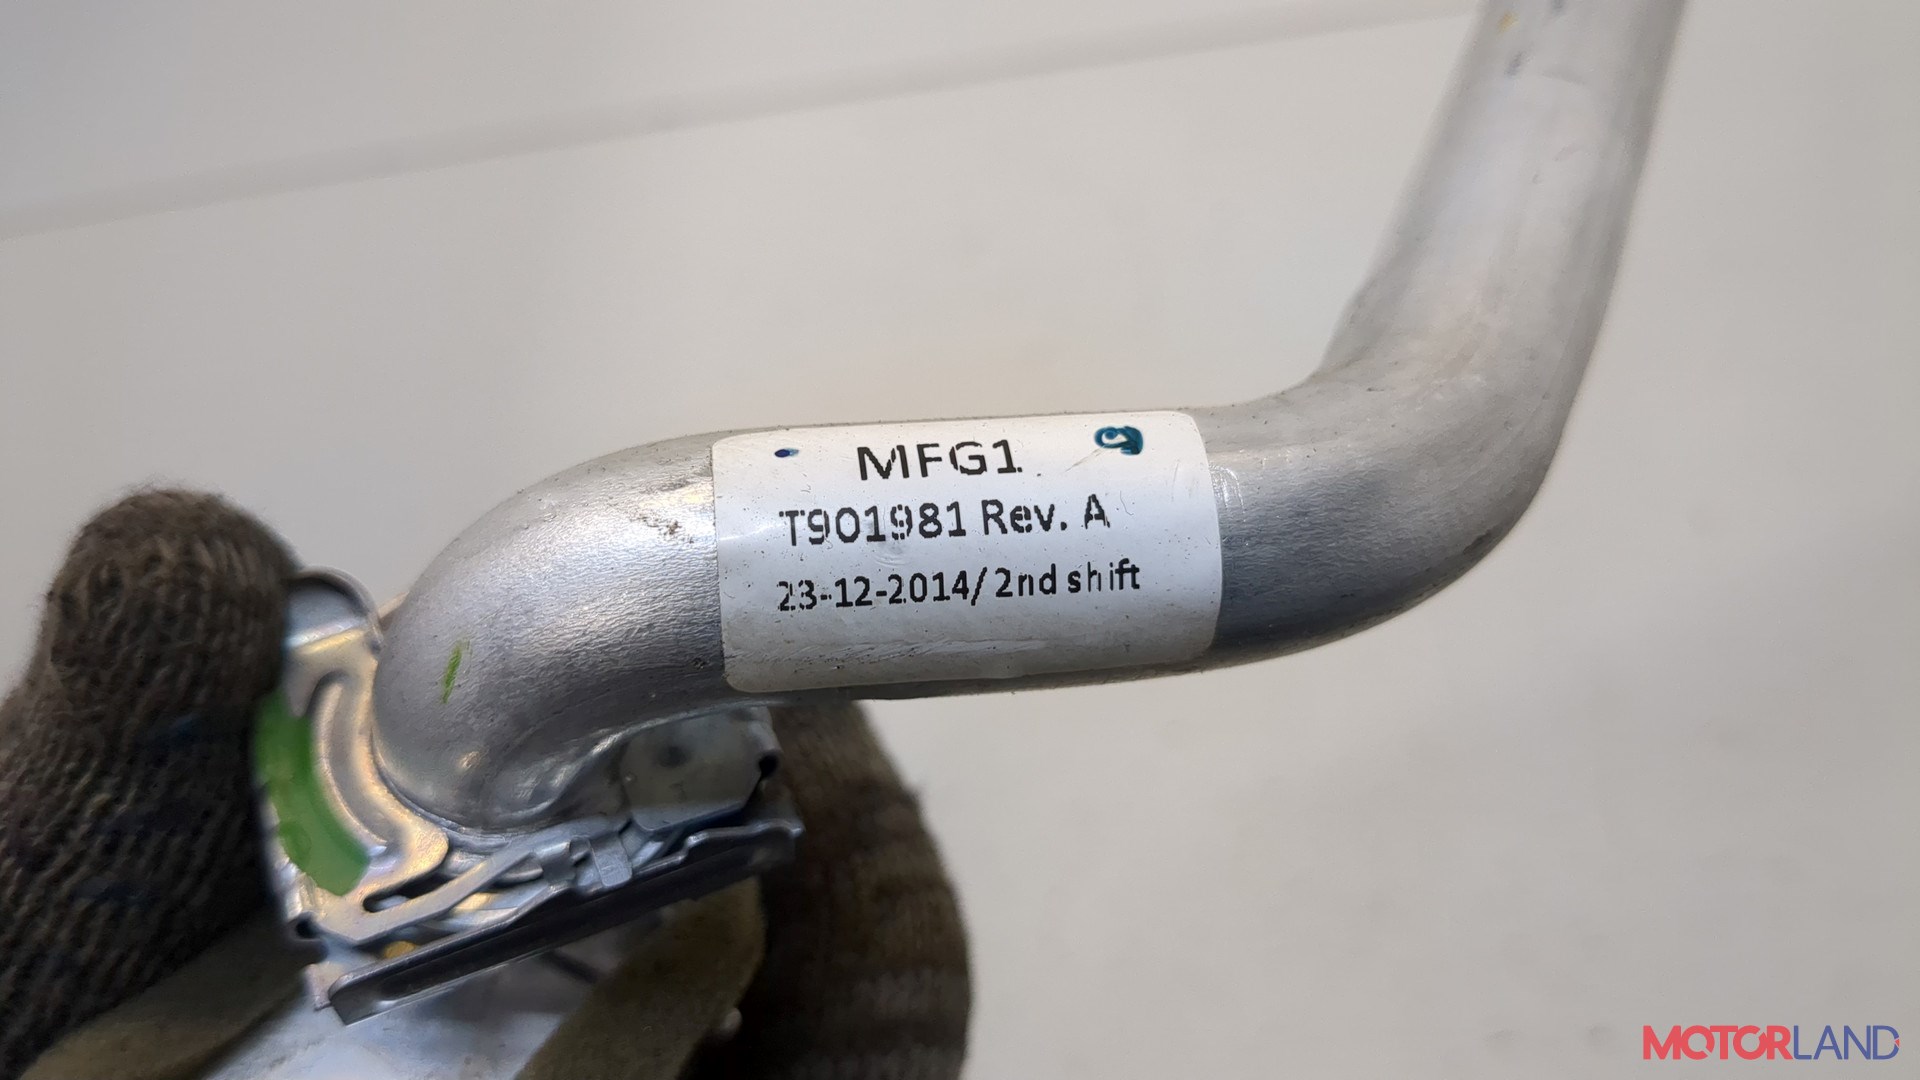 MFG1
T901981 Rev. A
23-12-2014/ 2nd shift
MOTORLAND